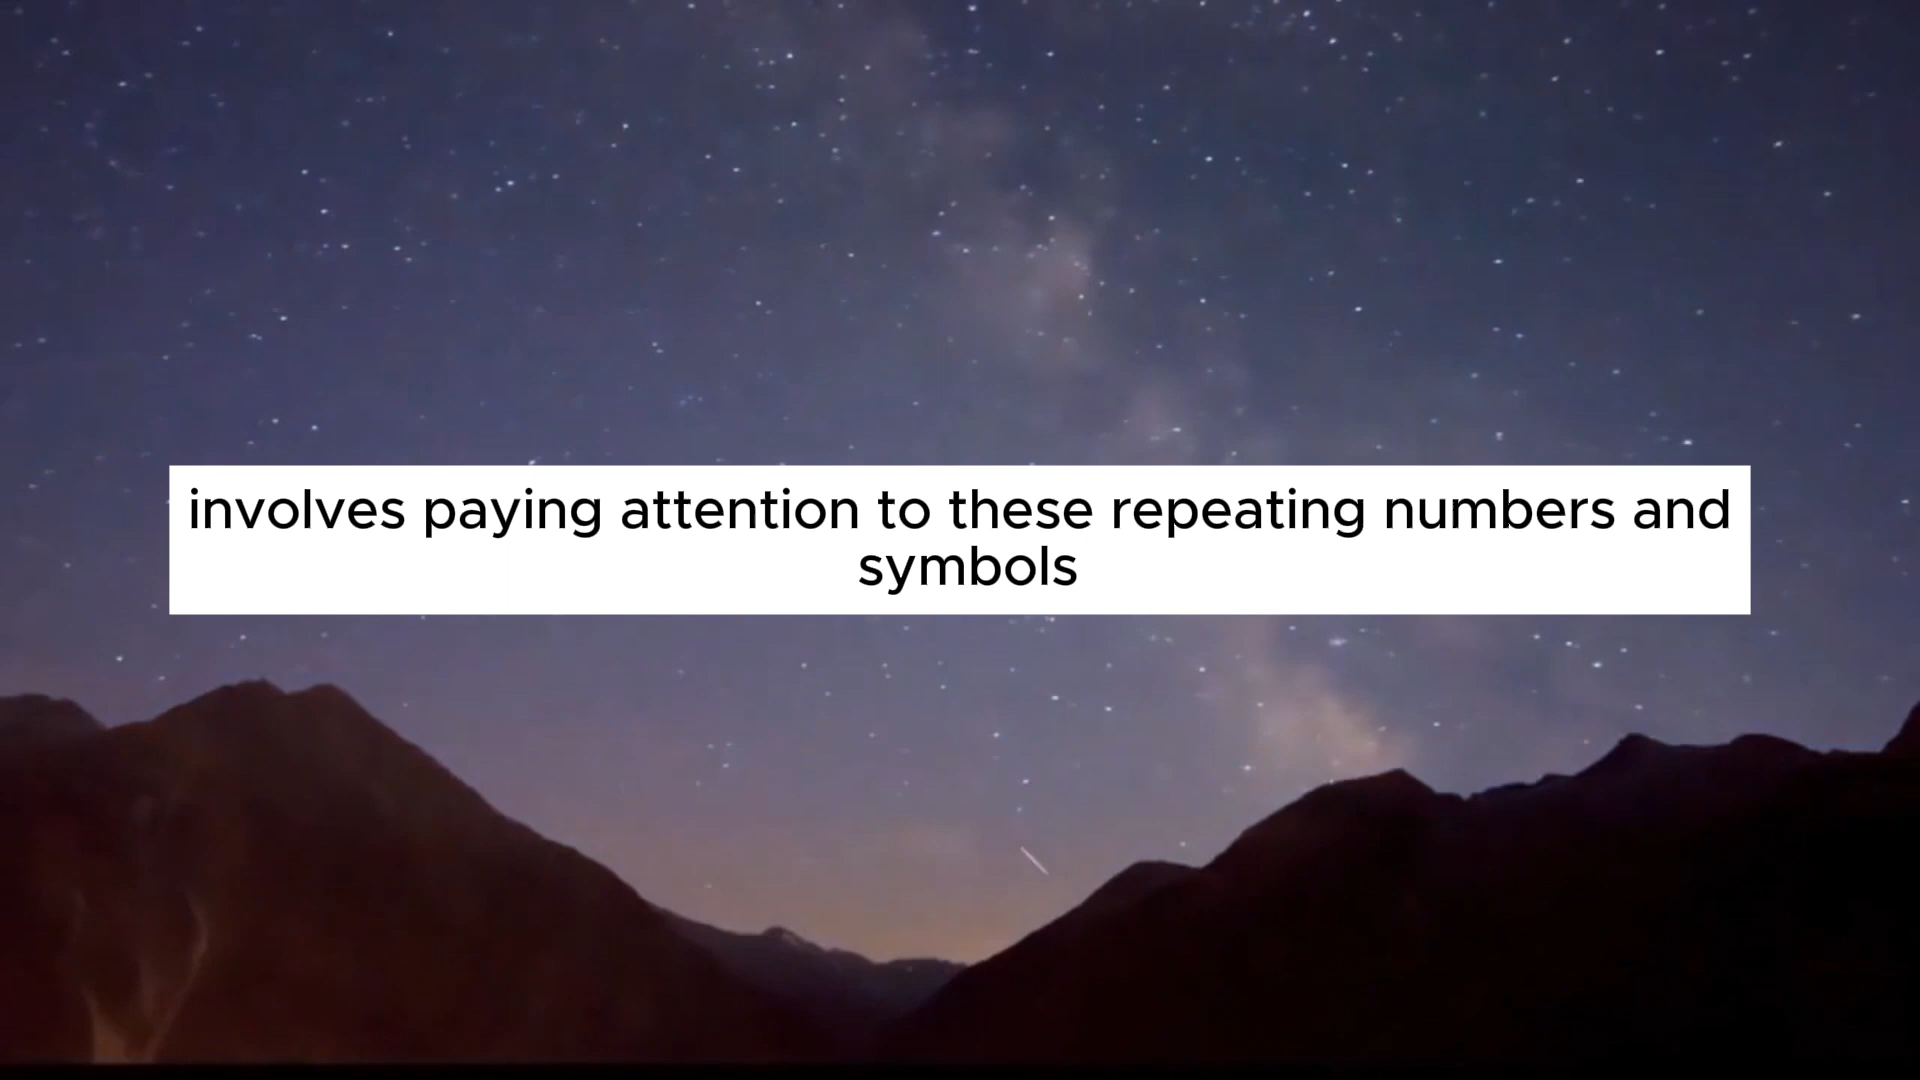 involves paying attention to these repeating numbers and
symbols